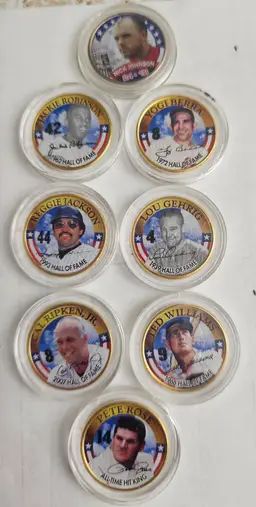 NICK JOHNSON
JACKIE ROBINSON
42
1962 HALL OF FAME
YOGI BERRA
8
1972 HALL OF FAME
REGGIE JACKSON
44
1993 HALL OF FAME
LOU GEHRIG
4
1939 HALL OF FAME
CAL RIPKEN, JR.
8
2007 HALL OF FAME
TED WILLIAMS
9
1966 HALL OF FAME
PETE ROSE
14
ALL-TIME HIT KING